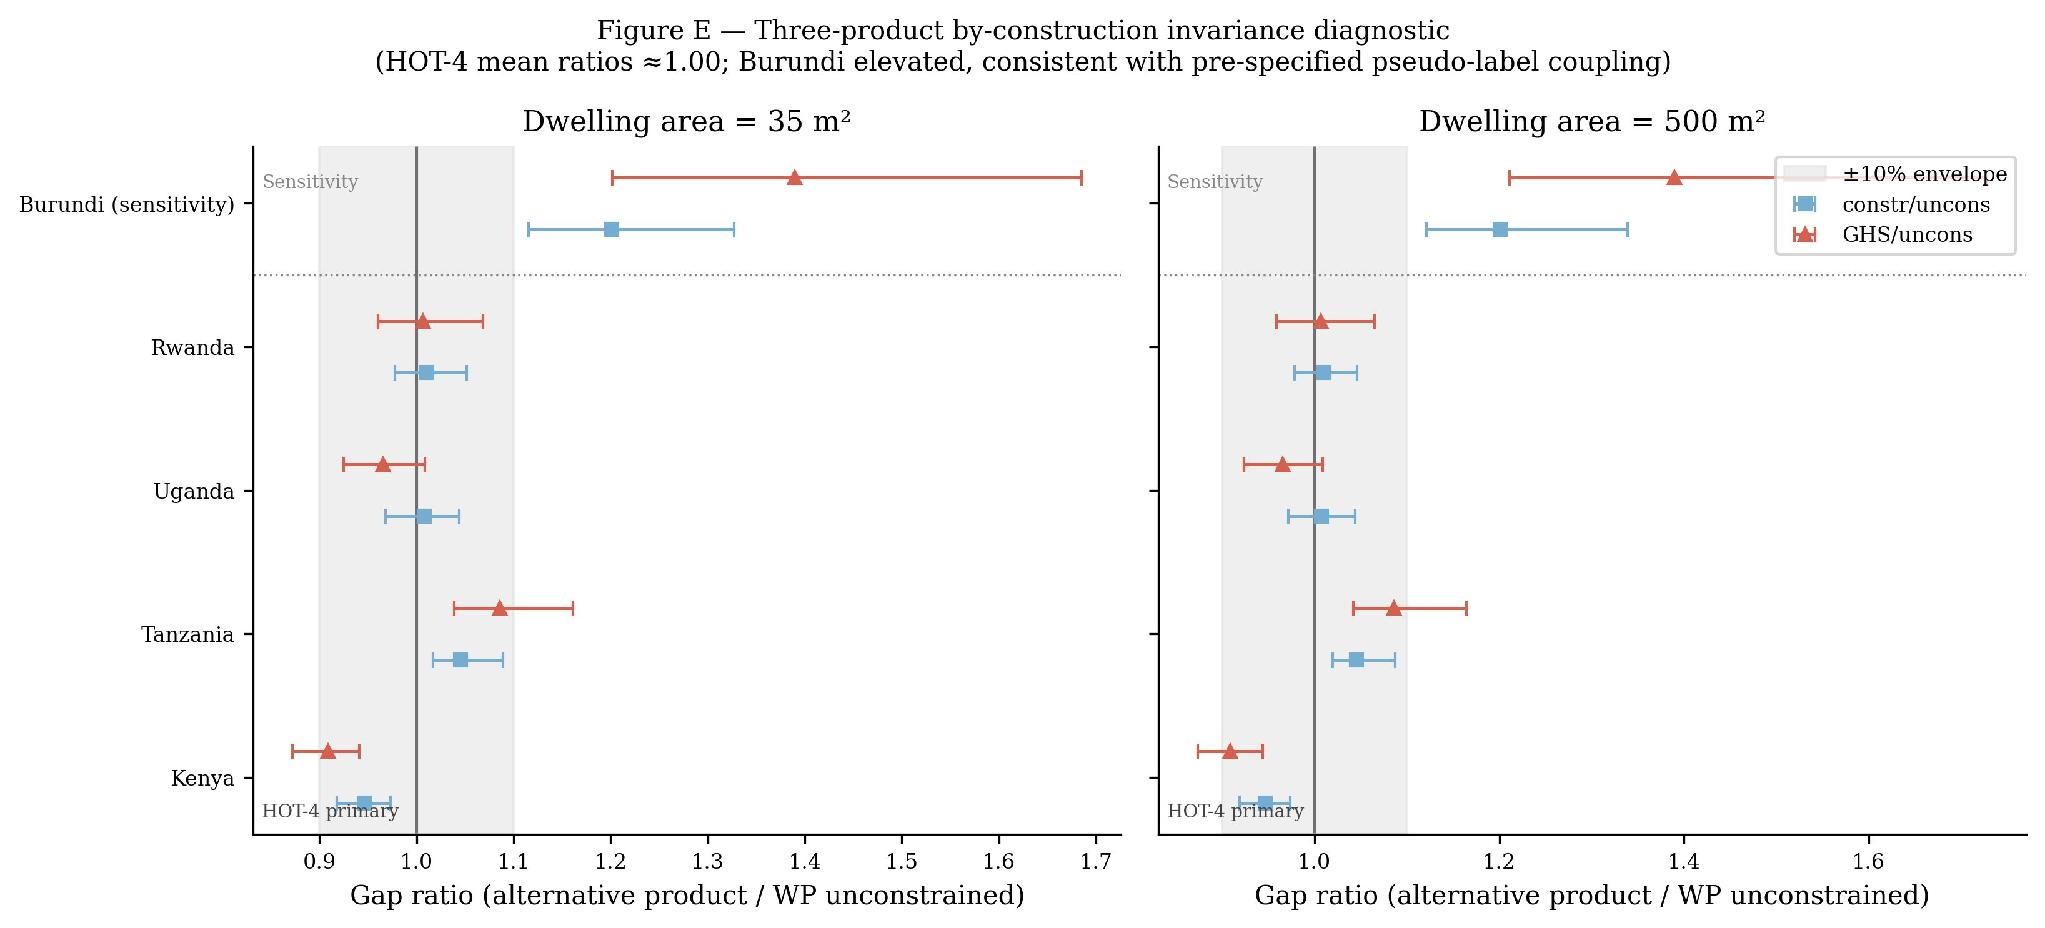 Figure E — Three-product by-construction invariance diagnostic
(HOT-4 mean ratios ≈1.00; Burundi elevated, consistent with pre-specified pseudo-label coupling)
Dwelling area = 35 m²
Sensitivity
Burundi (sensitivity)
Rwanda
Uganda
Tanzania
Kenya
HOT-4 primary
0.9 1.0 1.1 1.2 1.3 1.4 1.5 1.6 1.7
Gap ratio (alternative product / WP unconstrained)
Dwelling area = 500 m²
Sensitivity
±10% envelope
constr/uncons
GHS/uncons
HOT-4 primary
1.0 1.2 1.4 1.6
Gap ratio (alternative product / WP unconstrained)